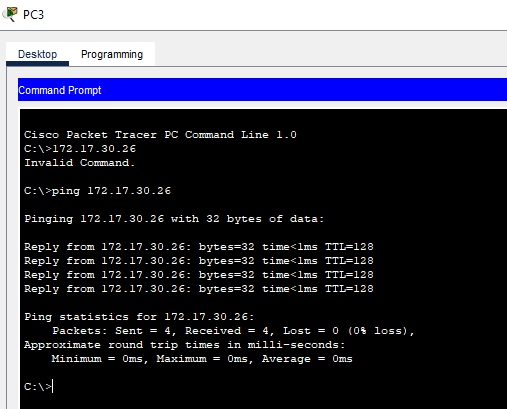 PC3
Desktop Programming
Command Prompt
Cisco Packet Tracer PC Command Line 1.0
C:\>172.17.30.26
Invalid Command.
C:\>ping 172.17.30.26
Pinging 172.17.30.26 with 32 bytes of data:
Reply from 172.17.30.26: bytes=32 time<1ms TTL=128
Reply from 172.17.30.26: bytes=32 time<1ms TTL=128
Reply from 172.17.30.26: bytes=32 time<1ms TTL=128
Reply from 172.17.30.26: bytes=32 time<1ms TTL=128
Ping statistics for 172.17.30.26:
Packets: Sent = 4, Received = 4, Lost = 0 (0% loss),
Approximate round trip times in milli-seconds:
Minimum = 0ms, Maximum = 0ms, Average = 0ms
C:\>